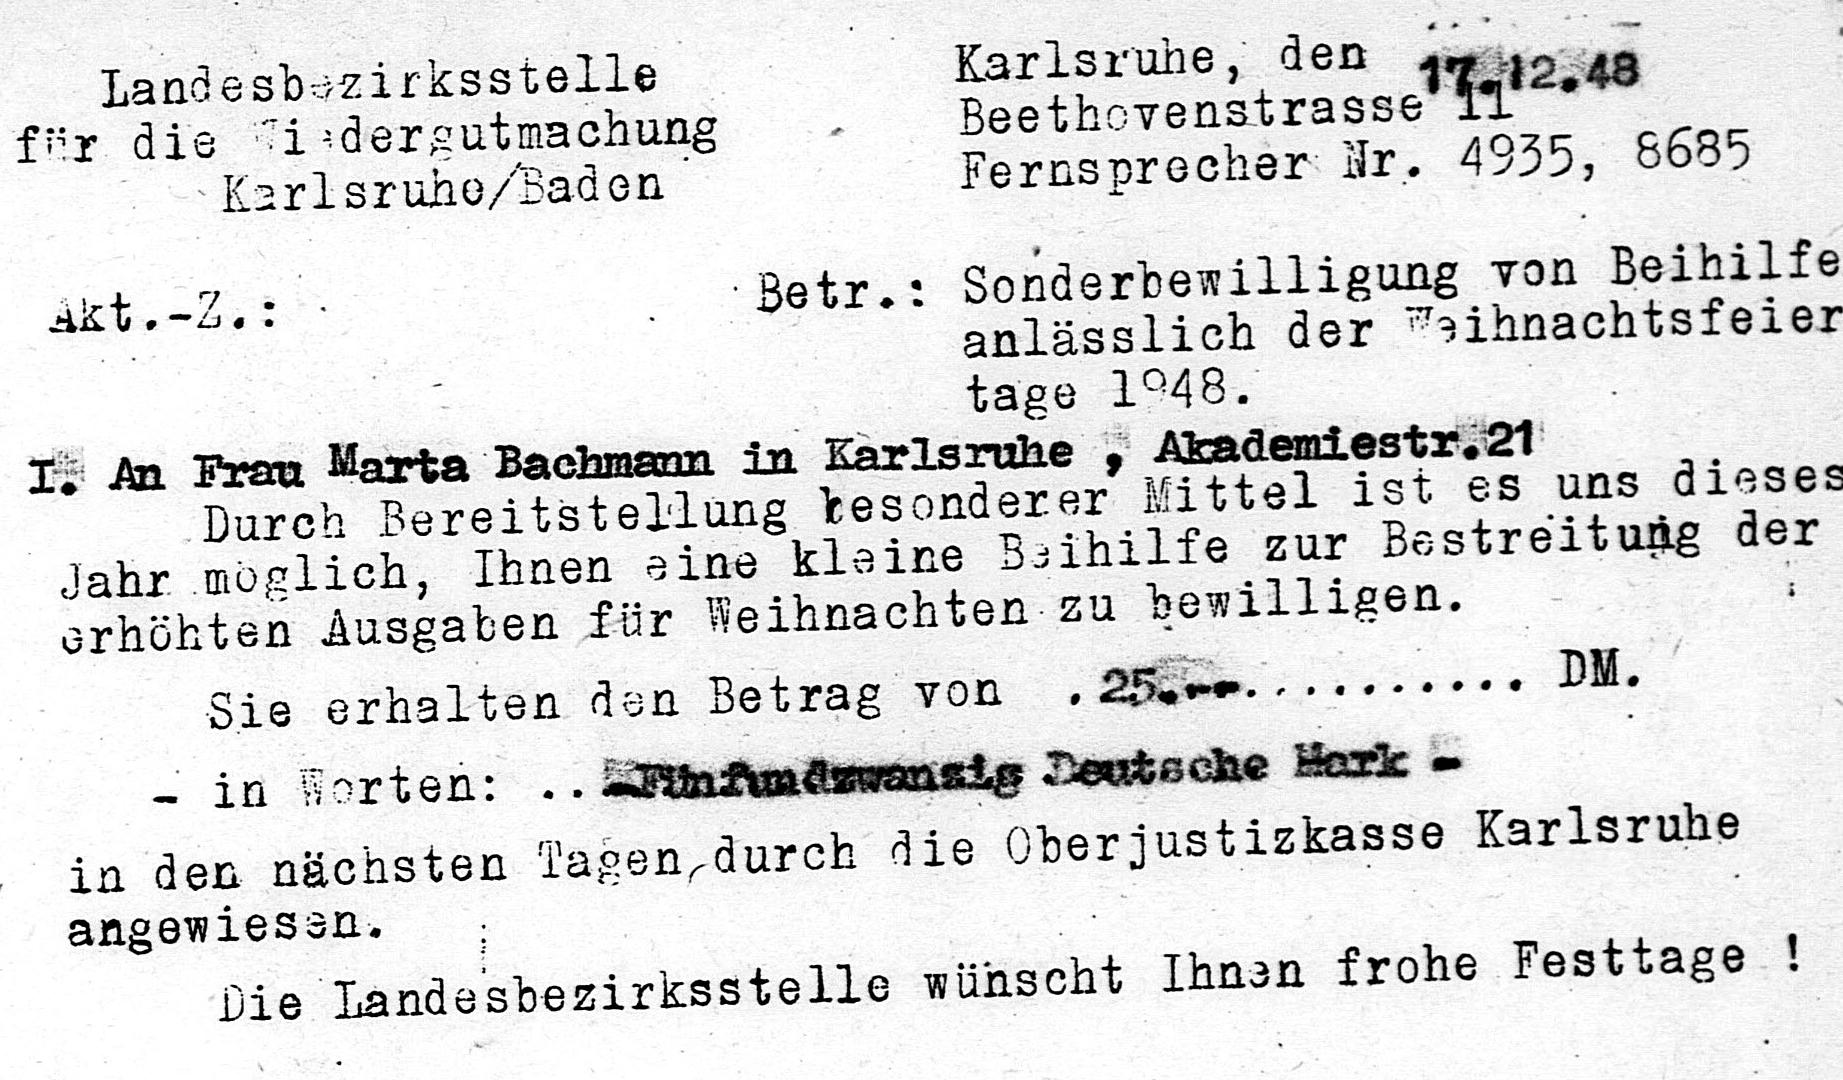 Landesbezirksstelle
für die Wiedergutmachung
Karlsruhe/Baden
Karlsruhe, den 17.12.48
Beethovenstrasse 11
Fernsprecher Nr. 4935, 8685
Akt.-Z.:
Betr.: Sonderbewilligung von Beihilfe
anlässlich der Weihnachtsfeier
tage 1948.
I. An Frau Marta Bachmann in Karlsruhe , Akademiestr.21
Durch Bereitstellung besonderer Mittel ist es uns dieses
Jahr möglich, Ihnen eine kleine Beihilfe zur Bestreitung der
erhöhten Ausgaben für Weihnachten zu bewilligen.
Sie erhalten den Betrag von .25.--........... DM.
- in Worten: ..-Fünfundzwanzig Deutsche Mark -
in den nächsten Tagen durch die Oberjustizkasse Karlsruhe
angewiesen.
Die Landesbezirksstelle wünscht Ihnen frohe Festtage !